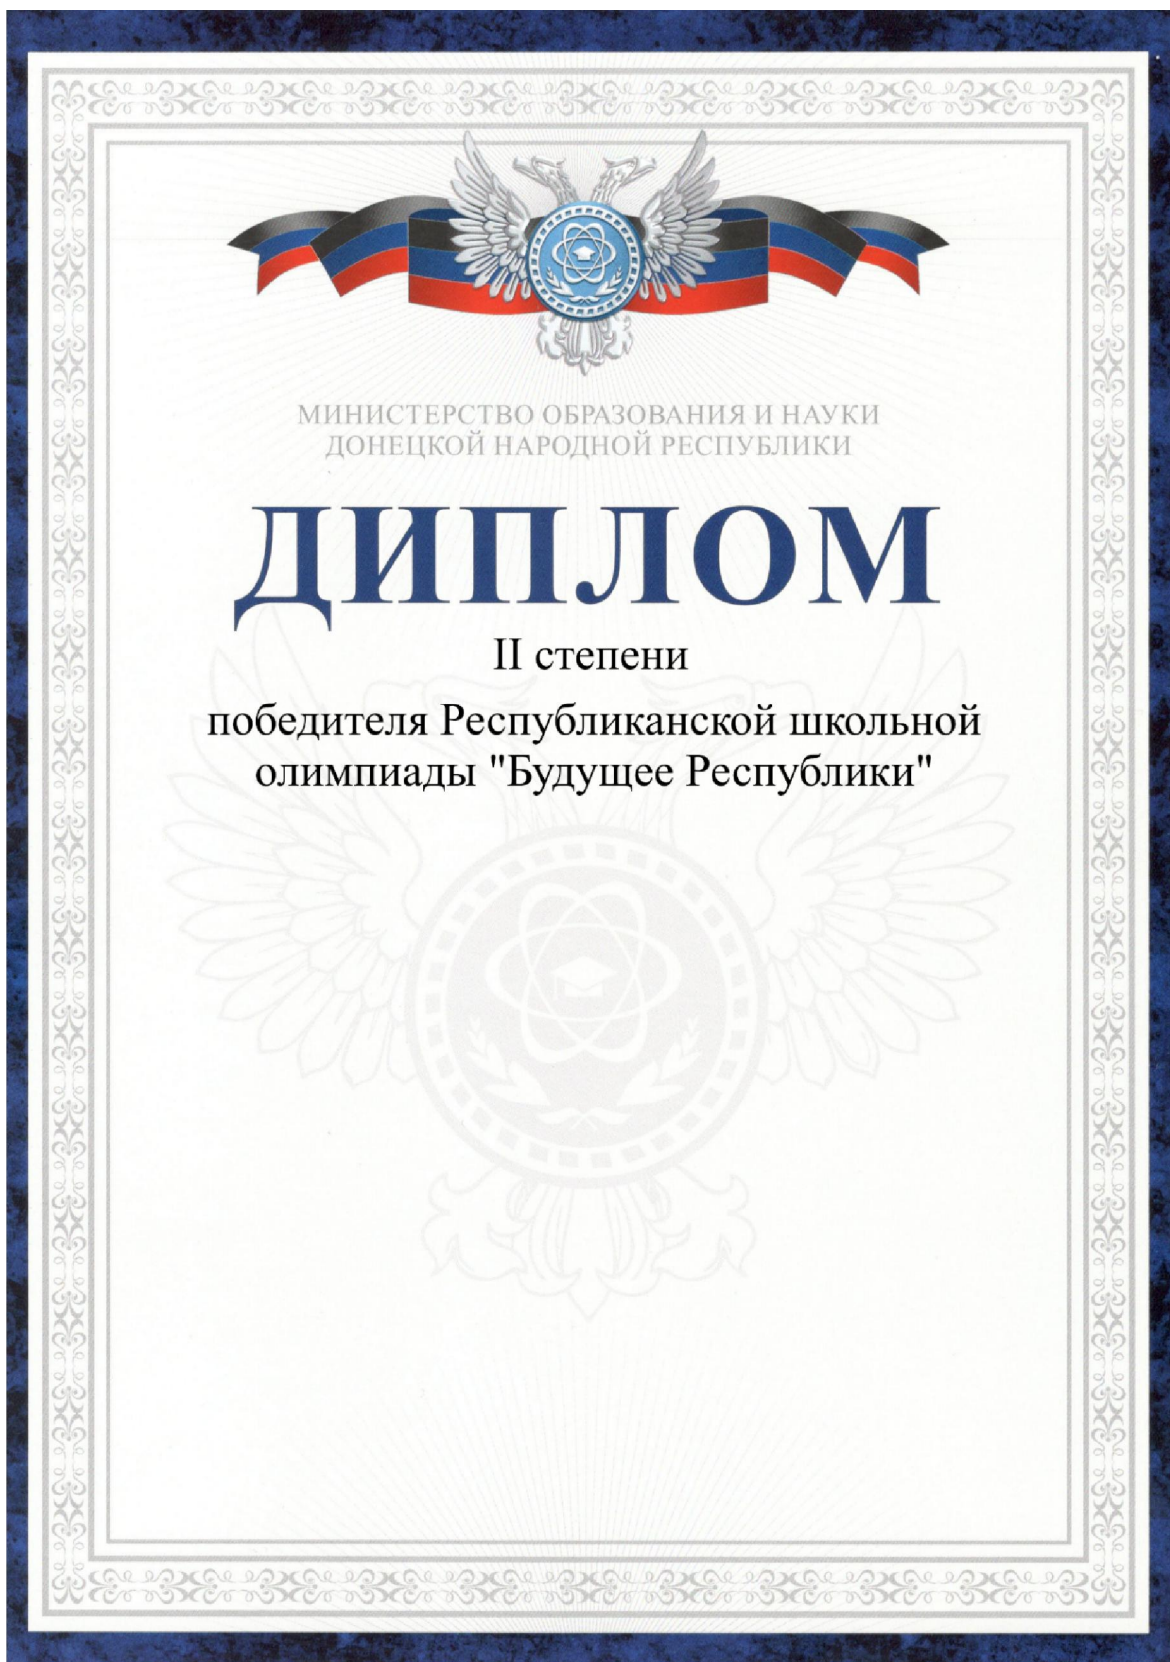 МИНИСТЕРСТВО ОБРАЗОВАНИЯ И НАУКИ
ДОНЕЦКОЙ НАРОДНОЙ РЕСПУБЛИКИ
ДИПЛОМ
II степени
победителя Республиканской школьной
олимпиады "Будущее Республики"